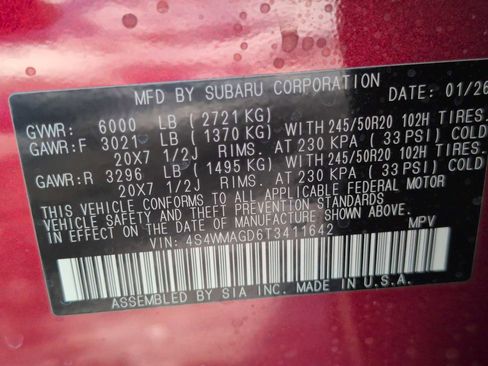 MFD BY SUBARU CORPORATION DATE: 01/26
GVWR: 6000 LB (2721 KG)
GAWR:F 3021 LB (1370 KG) WITH 245/50R20 102H TIRES.
20X7 1/2J RIMS. AT 230 KPA ( 33 PSI) COLD
GAWR:R 3296 LB (1495 KG) WITH 245/50R20 102H TIRES.
20X7 1/2J RIMS. AT 230 KPA ( 33 PSI) COLD
THIS VEHICLE CONFORMS TO ALL APPLICABLE FEDERAL MOTOR
VEHICLE SAFETY AND THEFT PREVENTION STANDARDS
IN EFFECT ON THE DATE OF MANUFACTURE SHOWN ABOVE.
VIN: 4S4WMAGD6T3411642 MPV
ASSEMBLED BY SIA INC. MADE IN U.S.A.